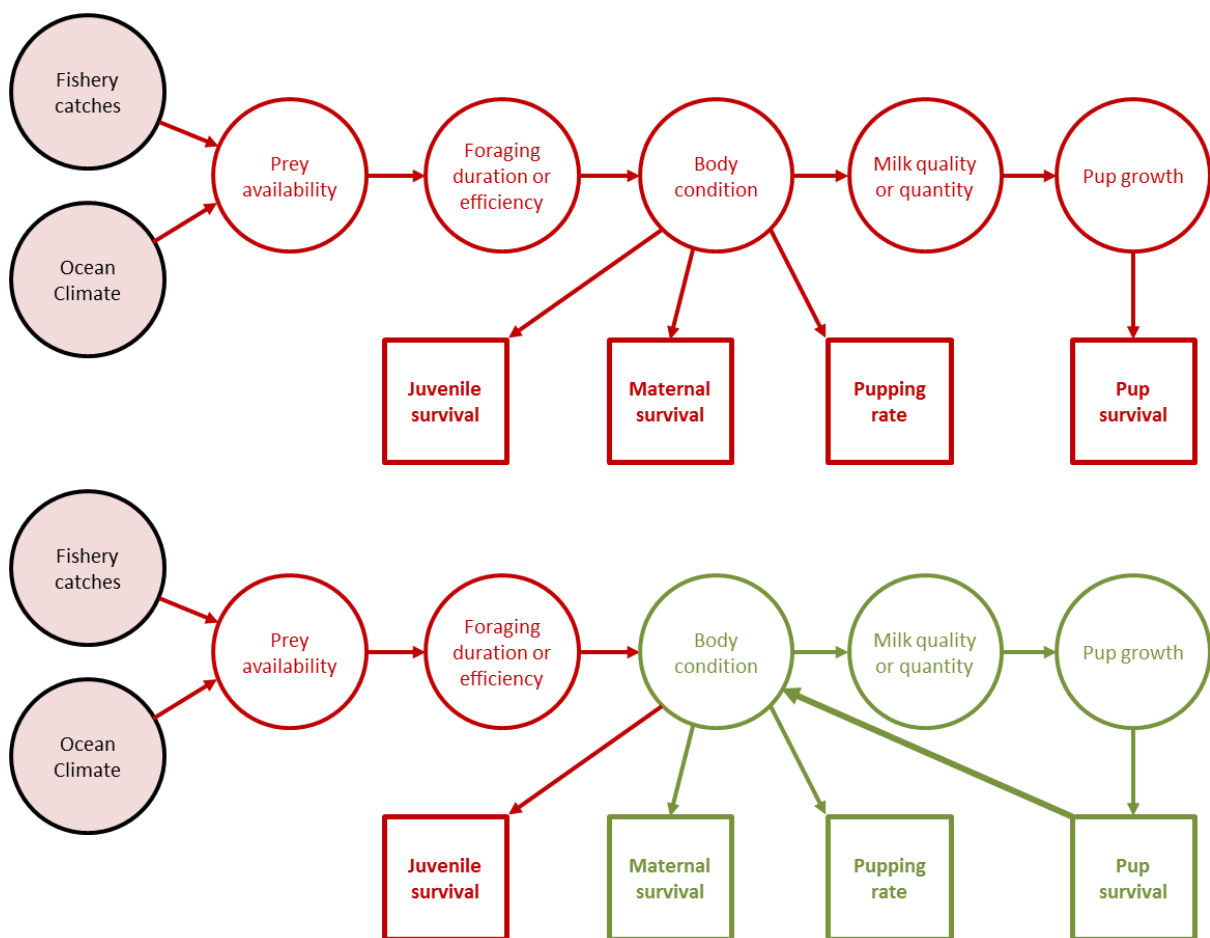 Fishery
catches
Prey
availability
Foraging
duration or
efficiency
Body
condition
Milk quality
or quantity
Pup growth
Ocean
Climate
Juvenile
survival
Maternal
survival
Pupping
rate
Pup
survival
Fishery
catches
Prey
availability
Foraging
duration or
efficiency
Body
condition
Milk quality
or quantity
Pup growth
Ocean
Climate
Juvenile
survival
Maternal
survival
Pupping
rate
Pup
survival